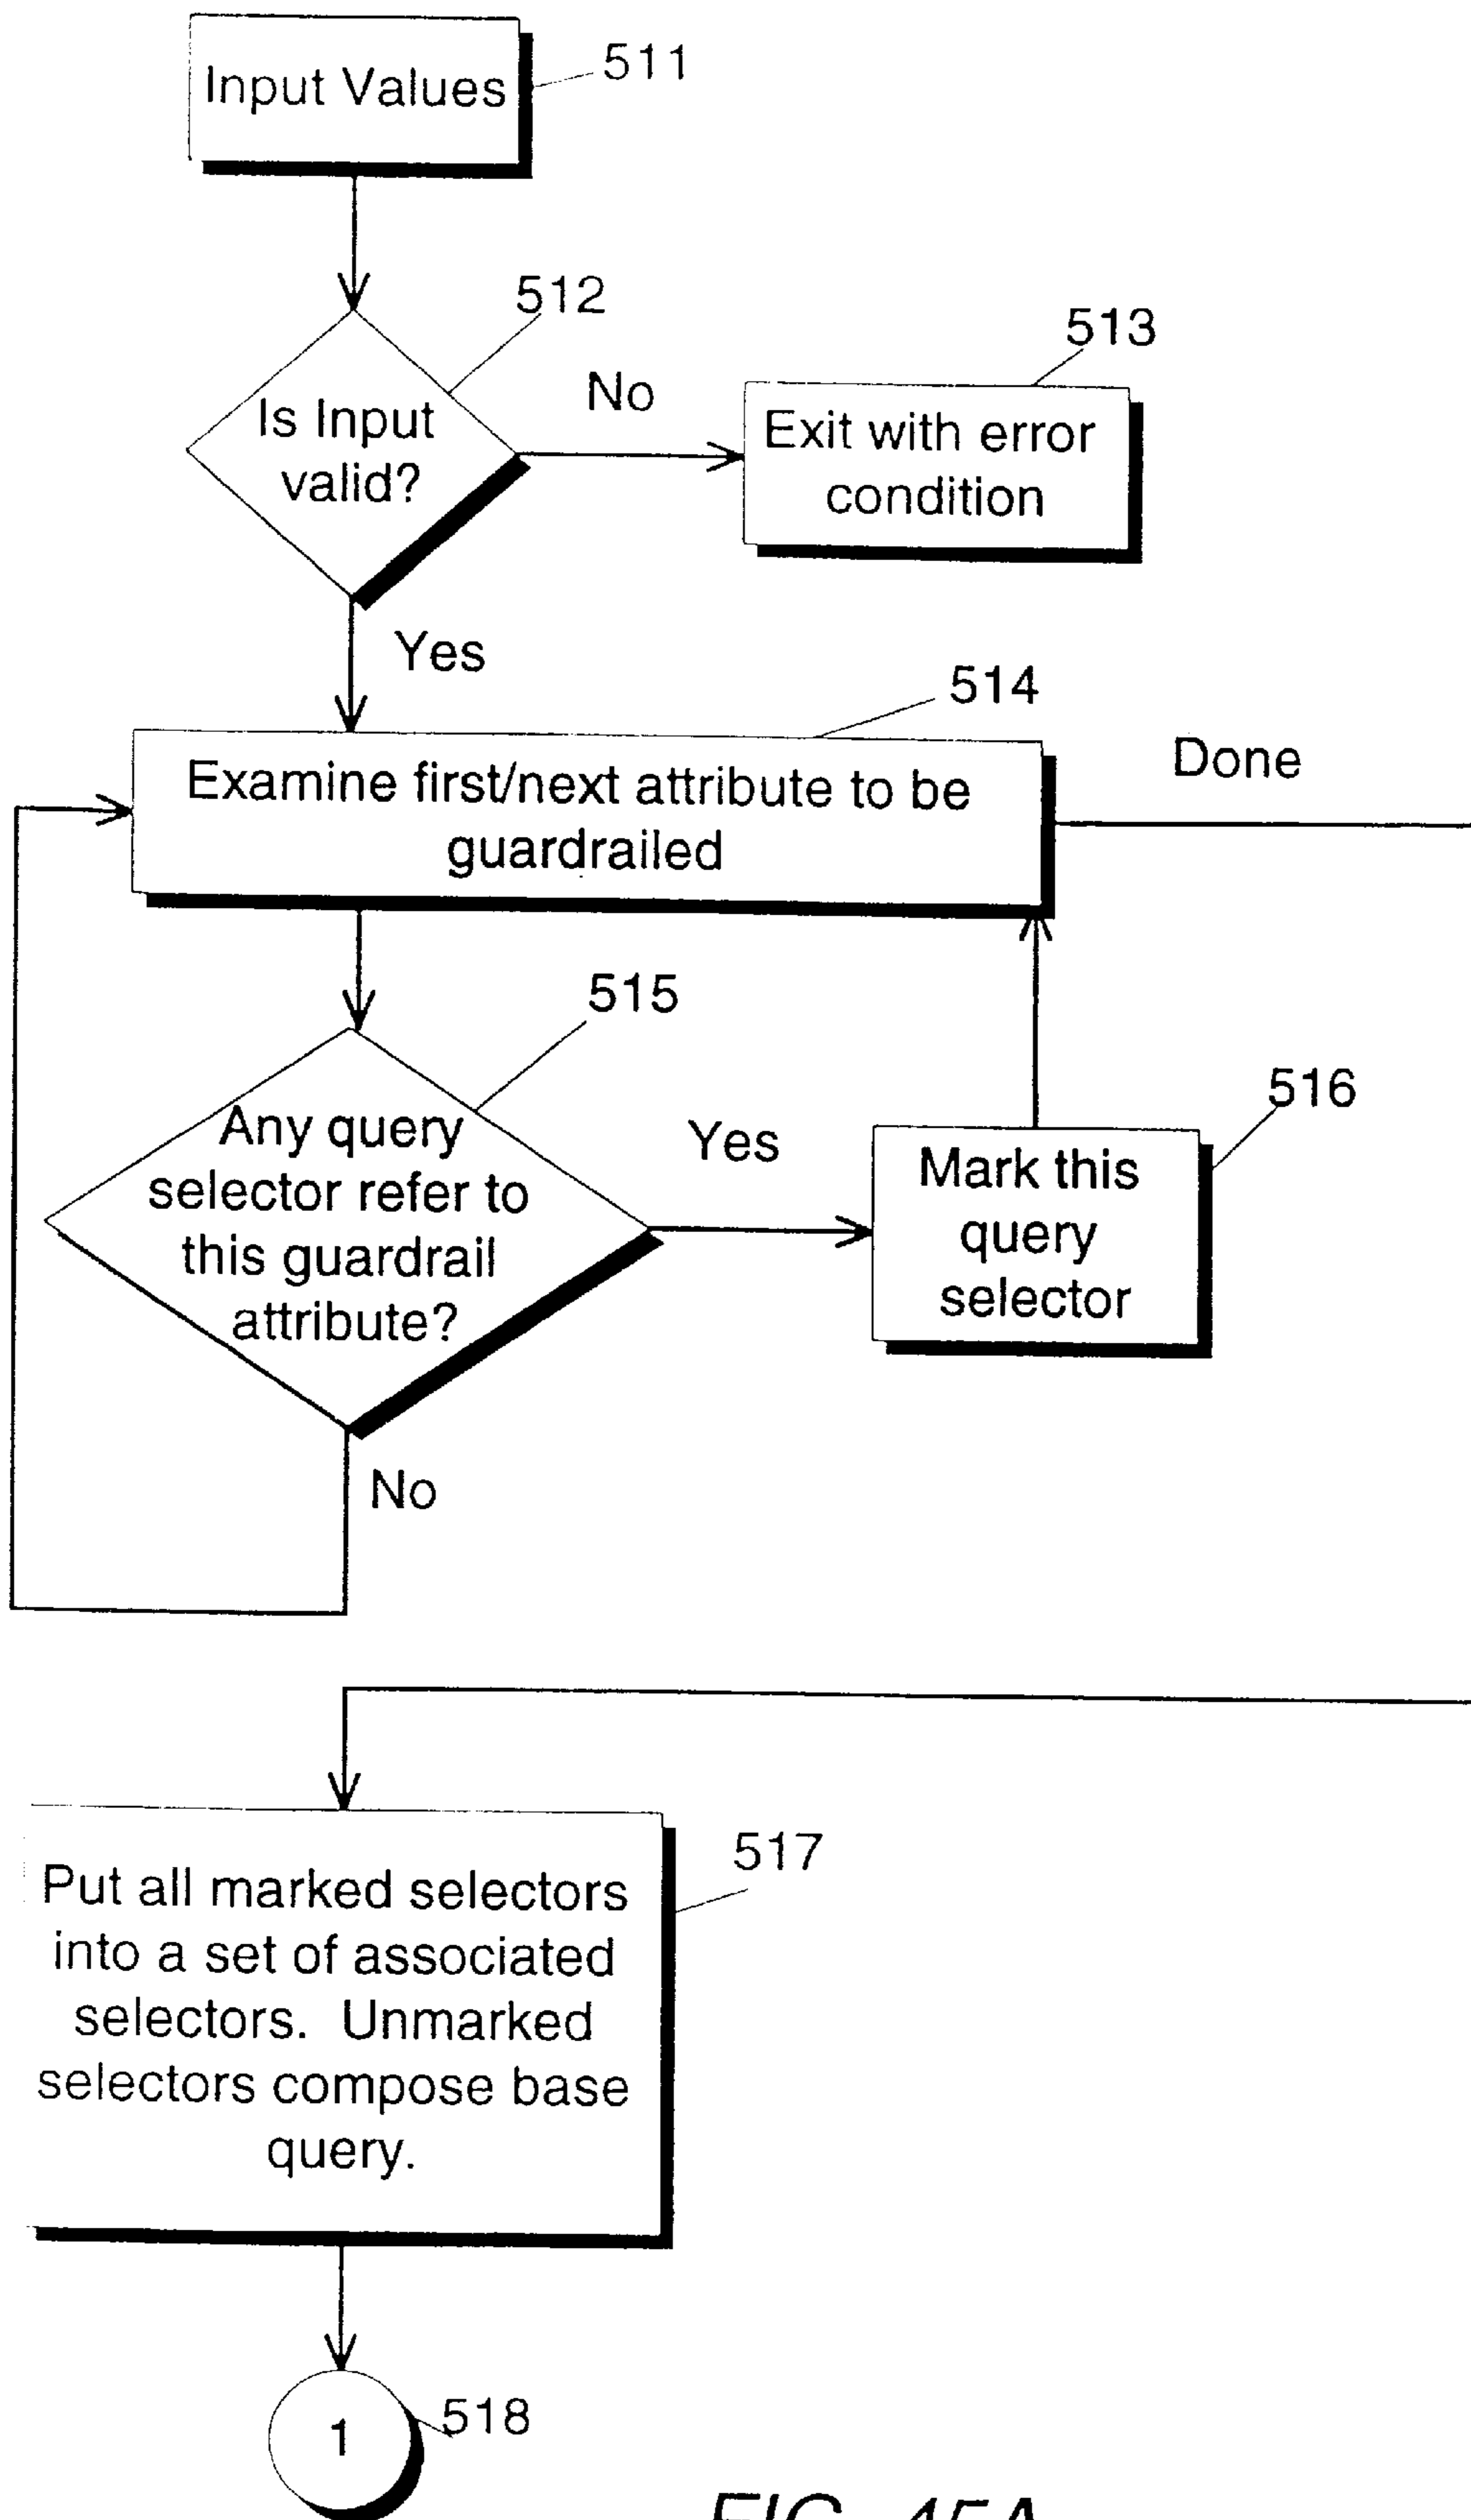 Input Values
511
512
Is Input
valid?
No
513
Exit with error
condition
Yes
514
Examine first/next attribute to be
guardrailed
Done
515
Any query
selector refer to
this guardrail
attribute?
Yes
516
Mark this
query
selector
No
517
Put all marked selectors
into a set of associated
selectors. Unmarked
selectors compose base
query.
1
518
FIG. 45A